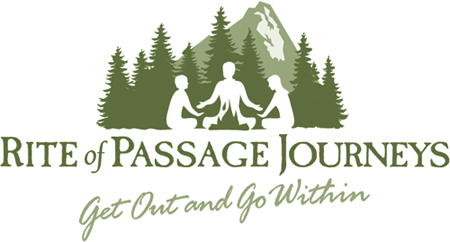 RITE of PASSAGE JOURNEYS
Get Out and Go Within